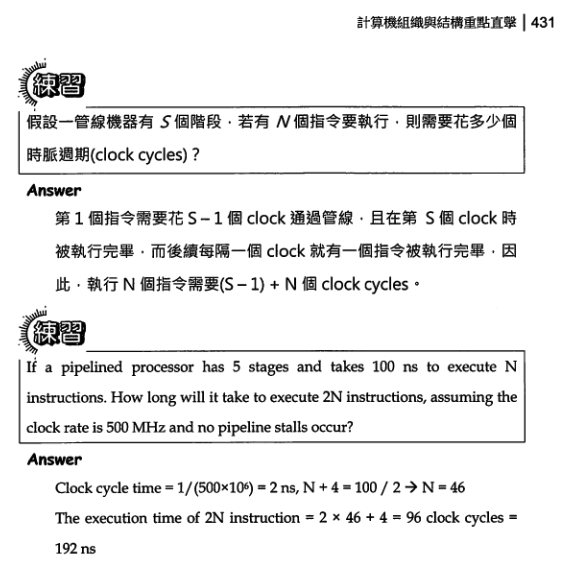 計算機組織與結構重點直擊 | 431
練習
假設一管線機器有 S 個階段，若有 N 個指令要執行，則需要花多少個
時脈週期(clock cycles)？
Answer
第 1 個指令需要花 S – 1 個 clock 通過管線，且在第 S 個 clock 時
被執行完畢，而後續每隔一個 clock 就有一個指令被執行完畢，因
此，執行 N 個指令需要(S – 1) + N 個 clock cycles。
練習
If a pipelined processor has 5 stages and takes 100 ns to execute N
instructions. How long will it take to execute 2N instructions, assuming the
clock rate is 500 MHz and no pipeline stalls occur?
Answer
Clock cycle time = 1/(500×10⁶) = 2 ns, N + 4 = 100 / 2 → N = 46
The execution time of 2N instruction = 2 × 46 + 4 = 96 clock cycles =
192 ns